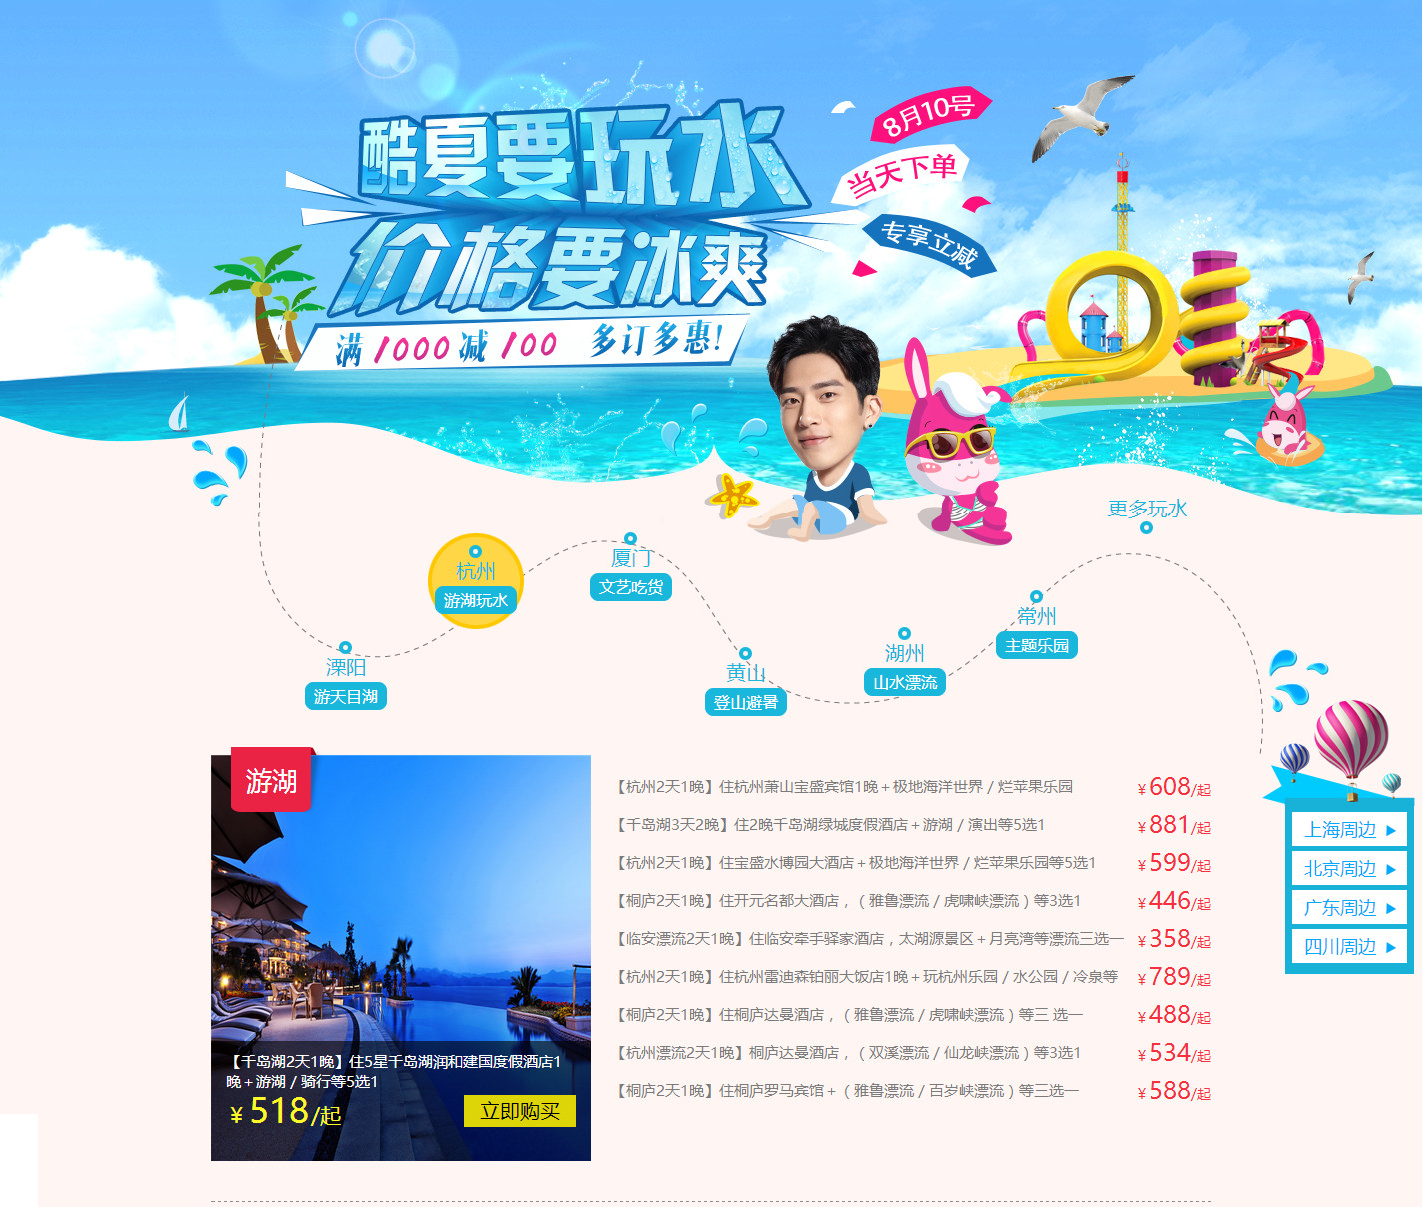 酷夏要玩水
价格要冰爽
满1000减100 多订多惠!
8月10号
当天下单
专享立减
更多玩水
杭州
游湖玩水
厦门
文艺吃货
常州
主题乐园
湖州
山水漂流
溧阳
游天目湖
黄山
登山避暑
游湖
【千岛湖2天1晚】住5星千岛湖润和建国度假酒店1
晚+游湖/骑行等5选1
¥518/起
立即购买
【杭州2天1晚】住杭州萧山宝盛宾馆1晚+极地海洋世界/烂苹果乐园 ¥608/起
【千岛湖3天2晚】住2晚千岛湖绿城度假酒店+游湖/演出等5选1 ¥881/起
【杭州2天1晚】住宝盛水博园大酒店+极地海洋世界/烂苹果乐园等5选1 ¥599/起
【桐庐2天1晚】住开元名都大酒店，（雅鲁漂流/虎啸峡漂流）等3选1 ¥446/起
【临安漂流2天1晚】住临安牵手驿家酒店，太湖源景区+月亮湾等漂流三选一 ¥358/起
【杭州2天1晚】住杭州雷迪森铂丽大饭店1晚+玩杭州乐园/水公园/冷泉等 ¥789/起
【桐庐2天1晚】住桐庐达曼酒店，（雅鲁漂流/虎啸峡漂流）等三 选一 ¥488/起
【杭州漂流2天1晚】桐庐达曼酒店，（双溪漂流/仙龙峡漂流）等3选1 ¥534/起
【桐庐2天1晚】住桐庐罗马宾馆+（雅鲁漂流/百岁峡漂流）等三选一 ¥588/起
上海周边
北京周边
广东周边
四川周边